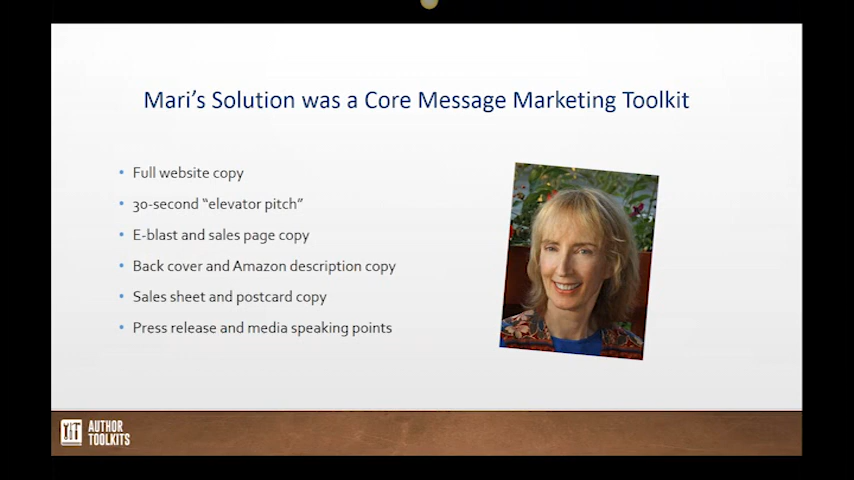 Mari’s Solution was a Core Message Marketing Toolkit
• Full website copy
• 30-second “elevator pitch”
• E-blast and sales page copy
• Back cover and Amazon description copy
• Sales sheet and postcard copy
• Press release and media speaking points
AUTHOR
TOOLKITS